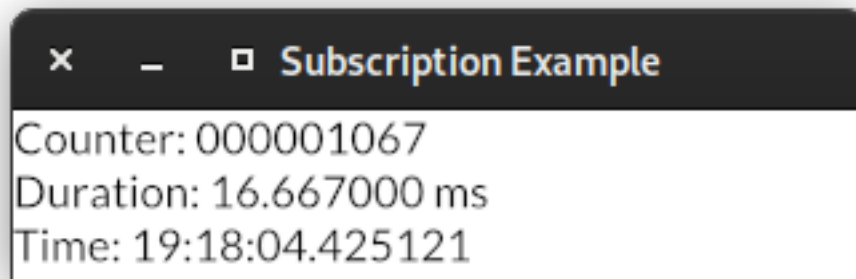 Subscription Example
Counter: 000001067
Duration: 16.667000 ms
Time: 19:18:04.425121